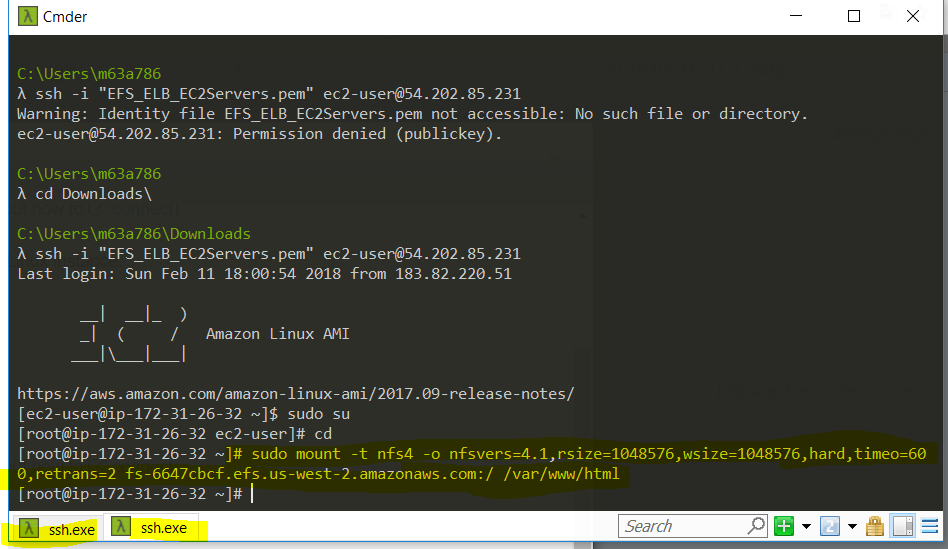 Cmder
C:\Users\m63a786
λ ssh -i "EFS_ELB_EC2Servers.pem" ec2-user@54.202.85.231
Warning: Identity file EFS_ELB_EC2Servers.pem not accessible: No such file or directory.
ec2-user@54.202.85.231: Permission denied (publickey).
C:\Users\m63a786
λ cd Downloads\
C:\Users\m63a786\Downloads
λ ssh -i "EFS_ELB_EC2Servers.pem" ec2-user@54.202.85.231
Last login: Sun Feb 11 18:00:54 2018 from 183.82.220.51
__|  __|_  )
_|  (     /   Amazon Linux AMI
___|\___|___|
https://aws.amazon.com/amazon-linux-ami/2017.09-release-notes/
[ec2-user@ip-172-31-26-32 ~]$ sudo su
[root@ip-172-31-26-32 ec2-user]# cd
[root@ip-172-31-26-32 ~]# sudo mount -t nfs4 -o nfsvers=4.1,rsize=1048576,wsize=1048576,hard,timeo=60
0,retrans=2 fs-6647cbcf.efs.us-west-2.amazonaws.com:/ /var/www/html
[root@ip-172-31-26-32 ~]#
λ ssh.exe λ ssh.exe Search